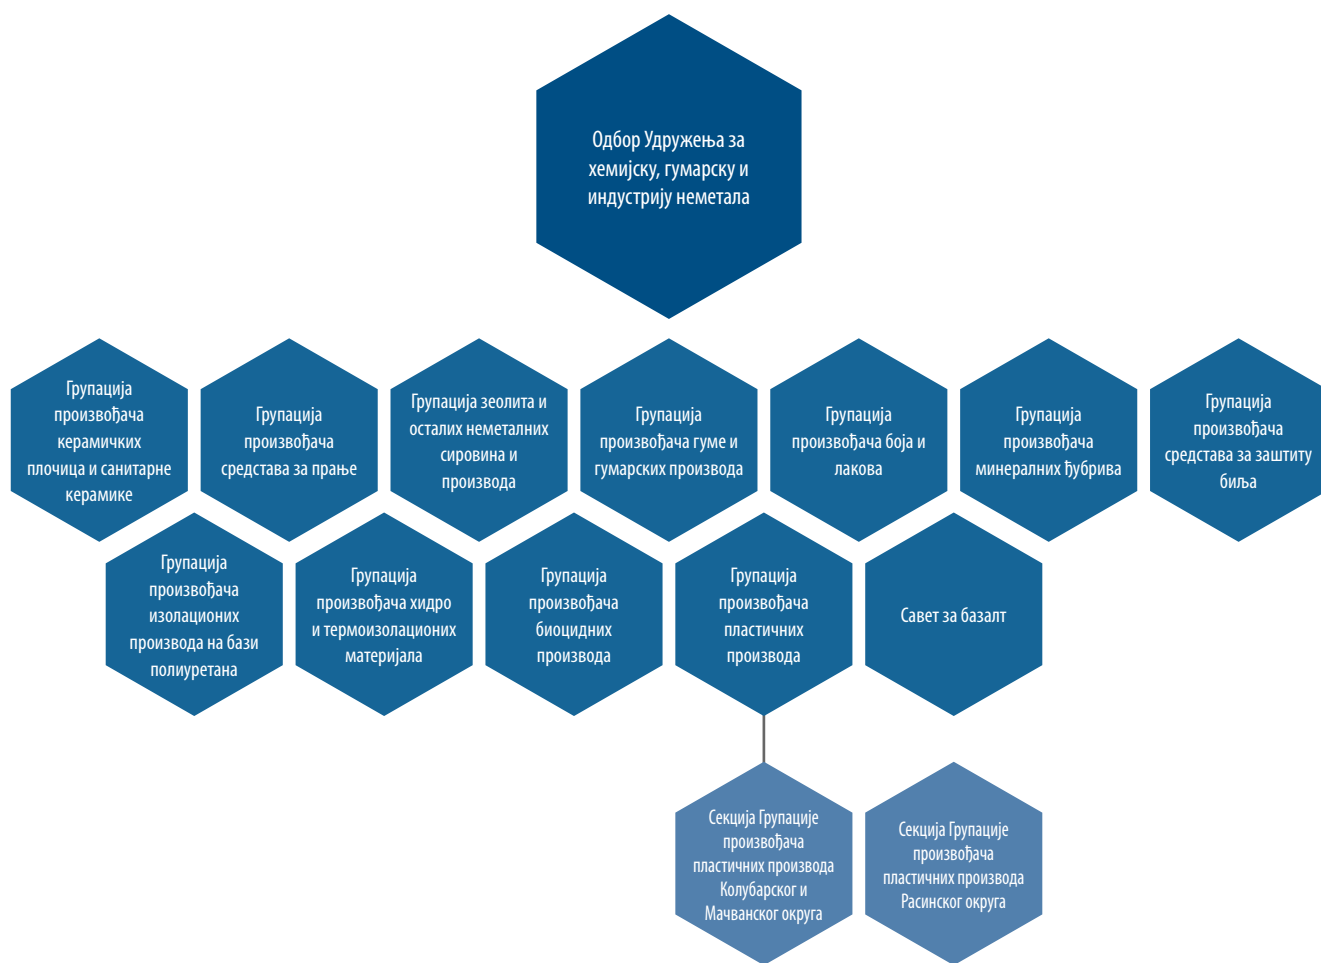 Одбор Удружења за
хемијску, гумарску и
индустрију неметала
Групација
произвођача
керамичких
плочица и санитарне
керамике
Групација
произвођача
средстава за прање
Групација зеолита и
осталих неметалних
сировина и
производа
Групација
произвођача гуме и
гумарских производа
Групација
произвођача боја и
лакова
Групација
произвођача
минералних ђубрива
Групација
произвођача
средстава за заштиту
биља
Групација
произвођача
изолационих
производа на бази
полиуретана
Групација
произвођача хидро
и термоизолационих
материјала
Групација
произвођача
биоцидних
производа
Групација
произвођача
пластичних
производа
Савет за базалт
Секција Групације
произвођача
пластичних производа
Колубарског и
Мачванског округа
Секција Групације
произвођача
пластичних производа
Расинског округа